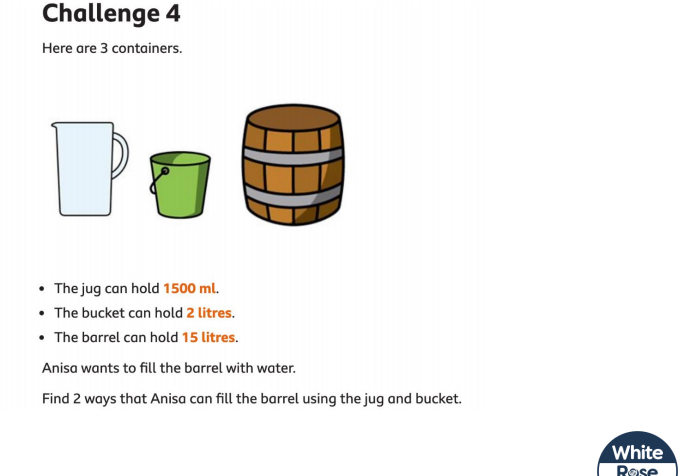 Challenge 4
Here are 3 containers.
• The jug can hold 1500 ml.
• The bucket can hold 2 litres.
• The barrel can hold 15 litres.
Anisa wants to fill the barrel with water.
Find 2 ways that Anisa can fill the barrel using the jug and bucket.
White
Rose